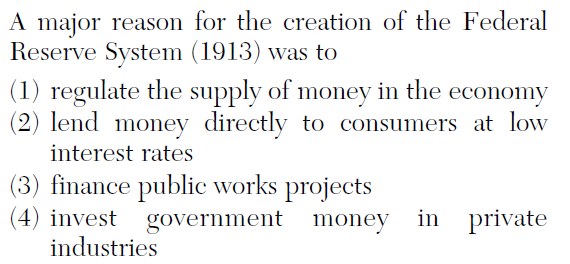 A major reason for the creation of the Federal
Reserve System (1913) was to
(1) regulate the supply of money in the economy
(2) lend money directly to consumers at low
interest rates
(3) finance public works projects
(4) invest government money in private
industries